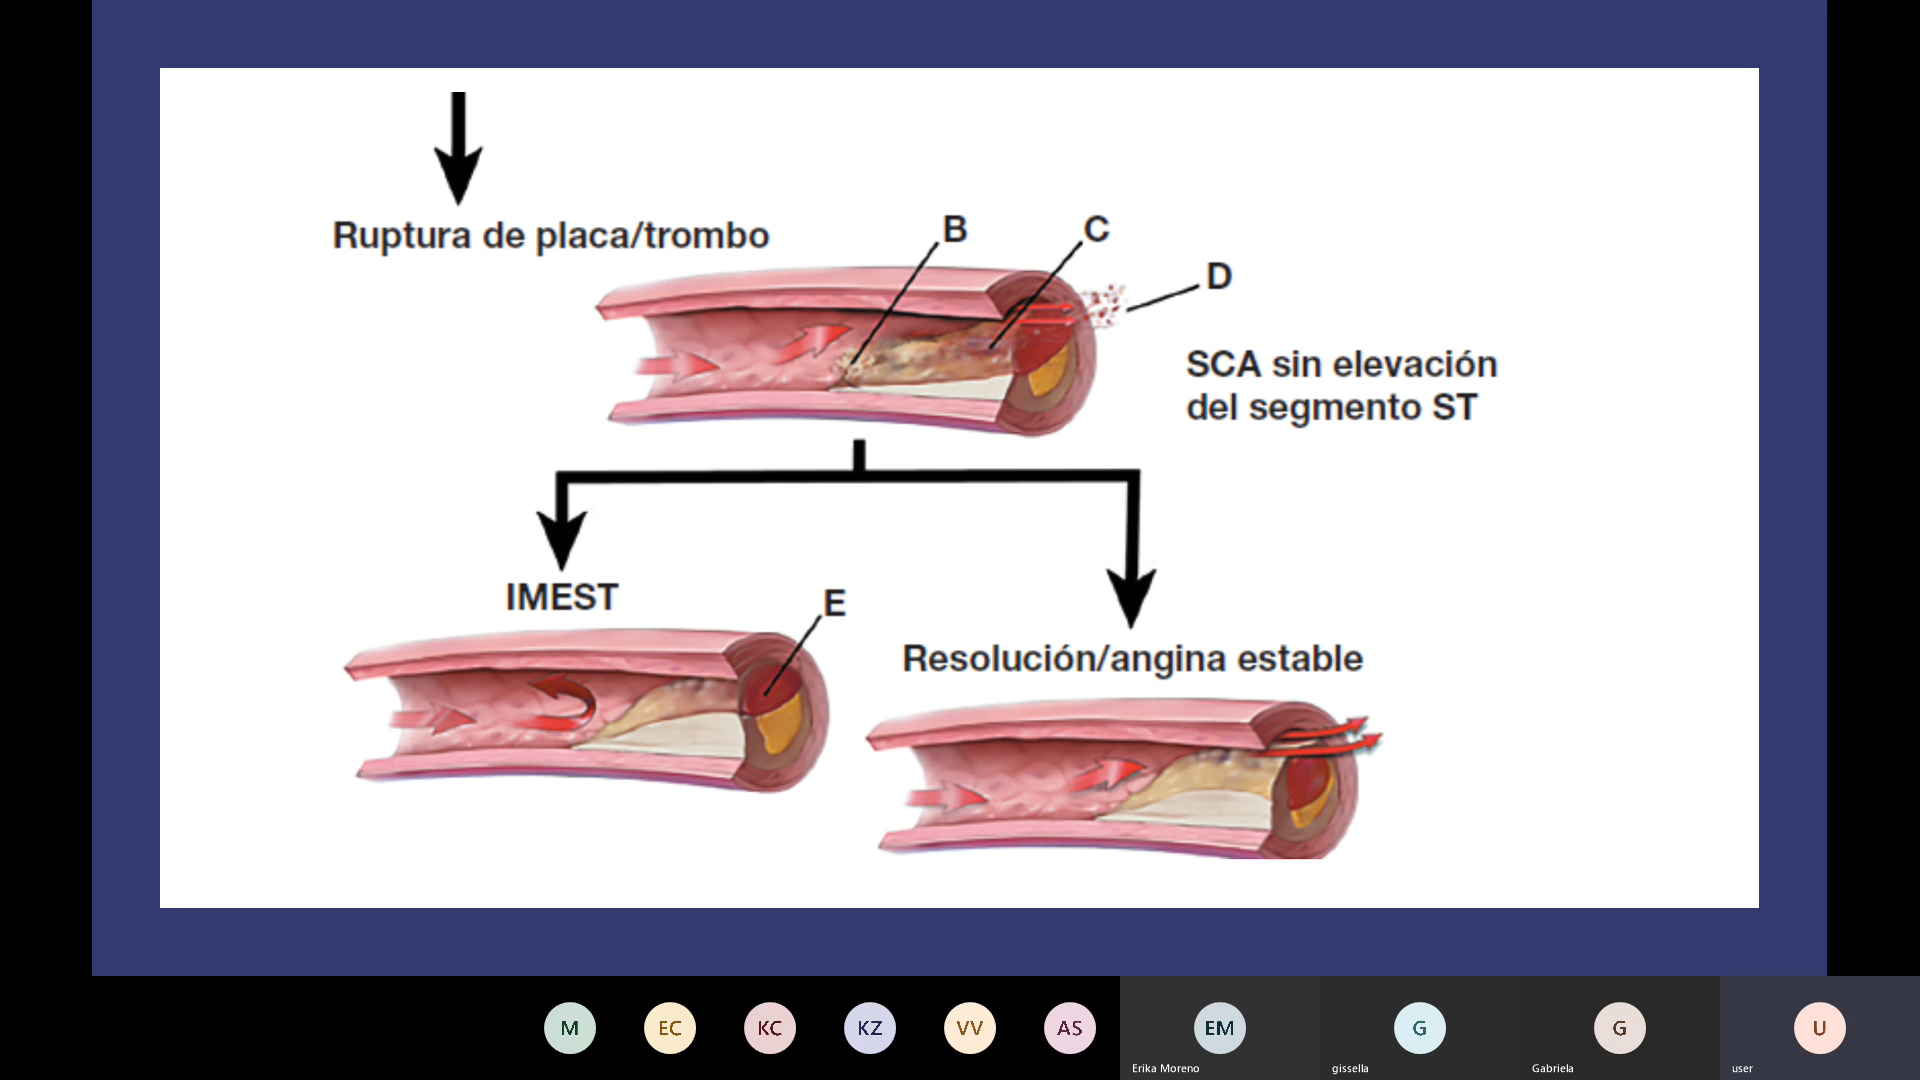 Ruptura de placa/trombo
B
C
D
SCA sin elevación
del segmento ST
IMEST
E
Resolución/angina estable
M
EC
KC
KZ
VV
AS
EM
G
G
U
Erika Moreno
gissella
Gabriela
user